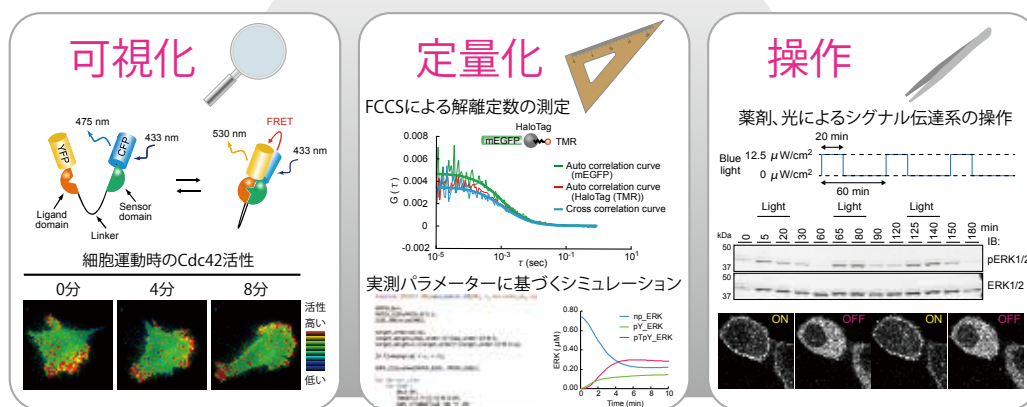 可視化
475 nm
433 nm
530 nm
FRET
433 nm
YFP
CFP
Ligand
domain
Linker
Sensor
domain
細胞運動時のCdc42活性
0分
4分
8分
活性
高い
低い
定量化
FCCSによる解離定数の測定
HaloTag
mEGFP
TMR
0.008
0.006
0.004
0.002
0
-0.002
G (τ)
Auto correlation curve
(mEGFP)
Auto correlation curve
(HaloTag (TMR))
Cross correlation curve
10-5
10-4
10-3
10-2
10-1
100
101
τ (sec)
実測パラメーターに基づくシミュレーション
ERK (μM)
0.80
0.60
0.40
0.20
0.00
np_ERK
pY_ERK
pTpY_ERK
0 2 4 6 8 10
Time (min)
操作
薬剤、光によるシグナル伝達系の操作
20 min
Blue
light
12.5 μW/cm2
0 μW/cm2
60 min
Light
Light
Light
kDa
0 5 20 30 60 65 80 90 120 125 140 150 180 min
IB:
50
37
pERK1/2
50
37
ERK1/2
ON
OFF
ON
OFF